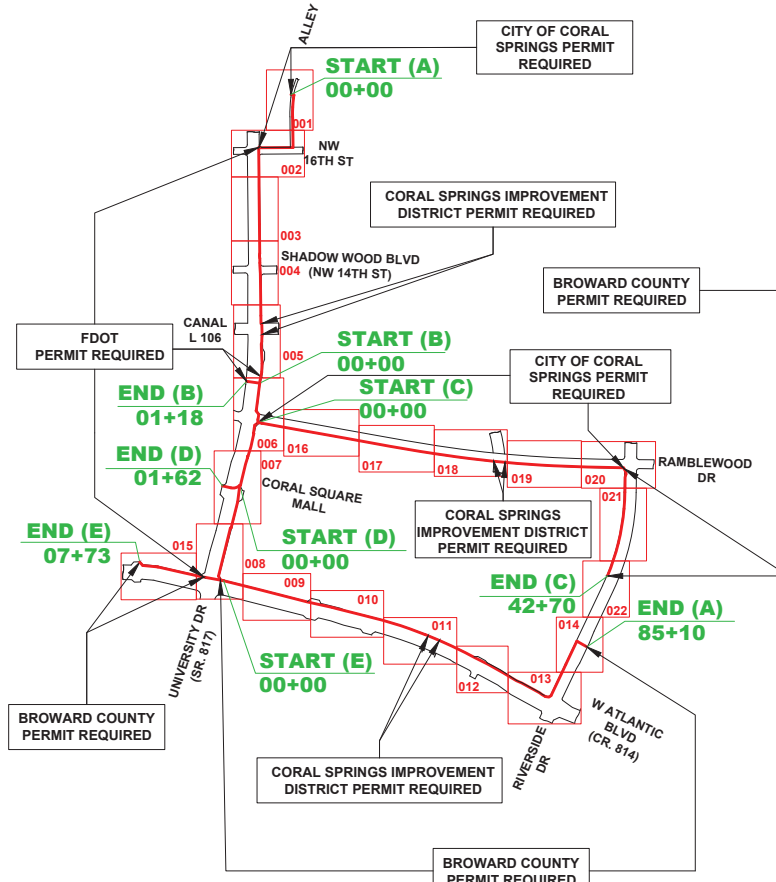 ALLEY
CITY OF CORAL
SPRINGS PERMIT
REQUIRED
START (A)
00+00
001
NW
16TH ST
002
CORAL SPRINGS IMPROVEMENT
DISTRICT PERMIT REQUIRED
003
SHADOW WOOD BLVD
(NW 14TH ST)
004
BROWARD COUNTY
PERMIT REQUIRED
CANAL
L 106
FDOT
PERMIT REQUIRED
005
START (B)
00+00
CITY OF CORAL
SPRINGS PERMIT
REQUIRED
END (B)
01+18
START (C)
00+00
006
016
017
018
019
020
RAMBLEWOOD
DR
END (D)
01+62
007
CORAL SQUARE
MALL
021
CORAL SPRINGS
IMPROVEMENT DISTRICT
PERMIT REQUIRED
END (E)
07+73
015
START (D)
00+00
008
009
010
END (C)
42+70
022
011
014
END (A)
85+10
UNIVERSITY DR
(SR. 817)
START (E)
00+00
012
013
BROWARD COUNTY
PERMIT REQUIRED
W ATLANTIC
BLVD
(CR. 814)
RIVERSIDE
DR
CORAL SPRINGS IMPROVEMENT
DISTRICT PERMIT REQUIRED
BROWARD COUNTY
PERMIT REQUIRED